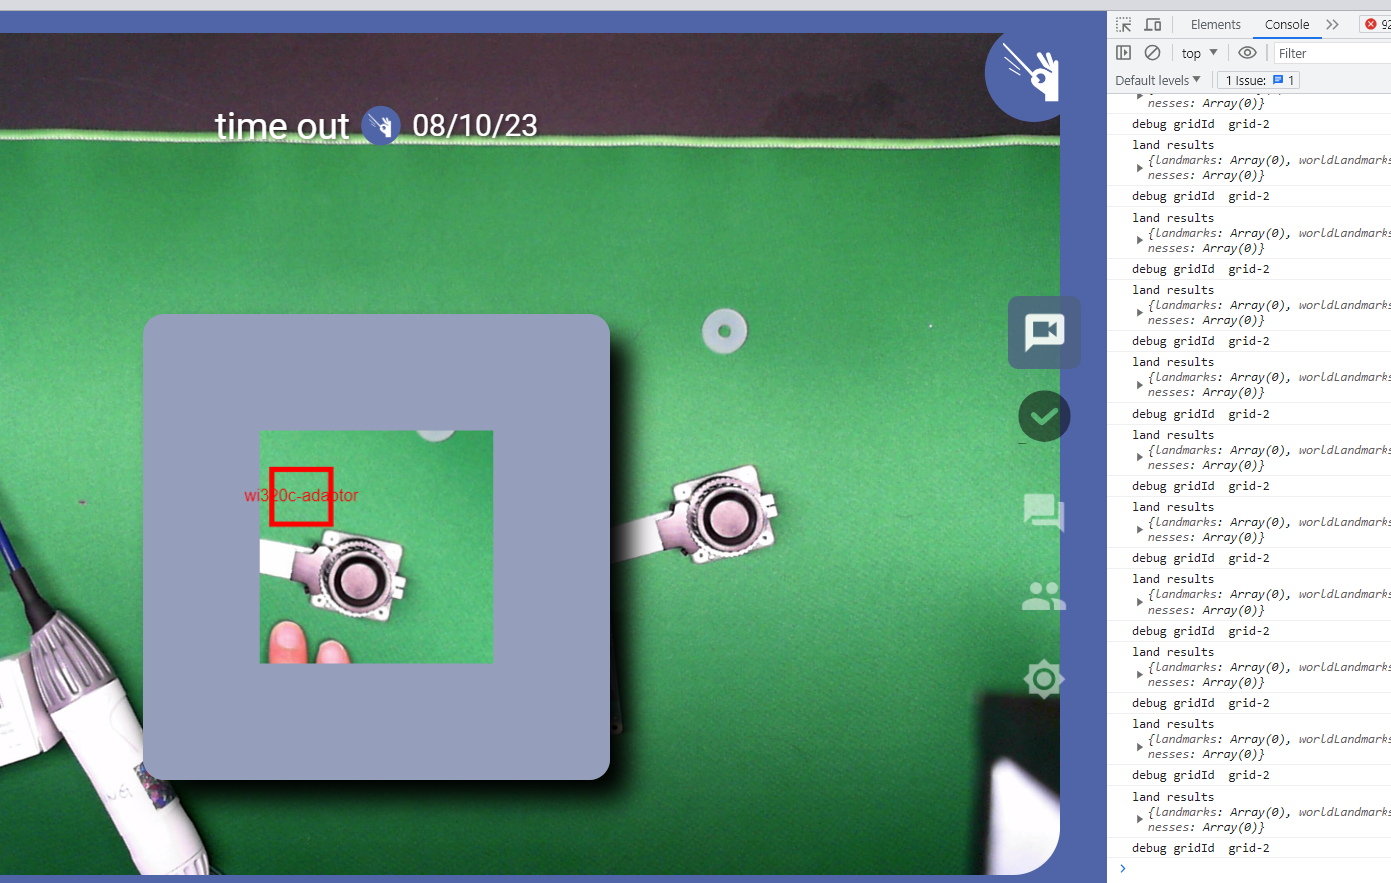 Elements Console 92
top Filter
Default levels 1 Issue: 1
time out 08/10/23
wi320c-adaptor
nesses: Array(0)}
debug gridId grid-2
land results
{landmarks: Array(0), worldLandmarks
nesses: Array(0)}
debug gridId grid-2
land results
{landmarks: Array(0), worldLandmarks
nesses: Array(0)}
debug gridId grid-2
land results
{landmarks: Array(0), worldLandmarks
nesses: Array(0)}
debug gridId grid-2
land results
{landmarks: Array(0), worldLandmarks
nesses: Array(0)}
debug gridId grid-2
land results
{landmarks: Array(0), worldLandmarks
nesses: Array(0)}
debug gridId grid-2
land results
{landmarks: Array(0), worldLandmarks
nesses: Array(0)}
debug gridId grid-2
land results
{landmarks: Array(0), worldLandmarks
nesses: Array(0)}
debug gridId grid-2
land results
{landmarks: Array(0), worldLandmarks
nesses: Array(0)}
debug gridId grid-2
land results
{landmarks: Array(0), worldLandmarks
nesses: Array(0)}
debug gridId grid-2
land results
{landmarks: Array(0), worldLandmarks
nesses: Array(0)}
debug gridId grid-2